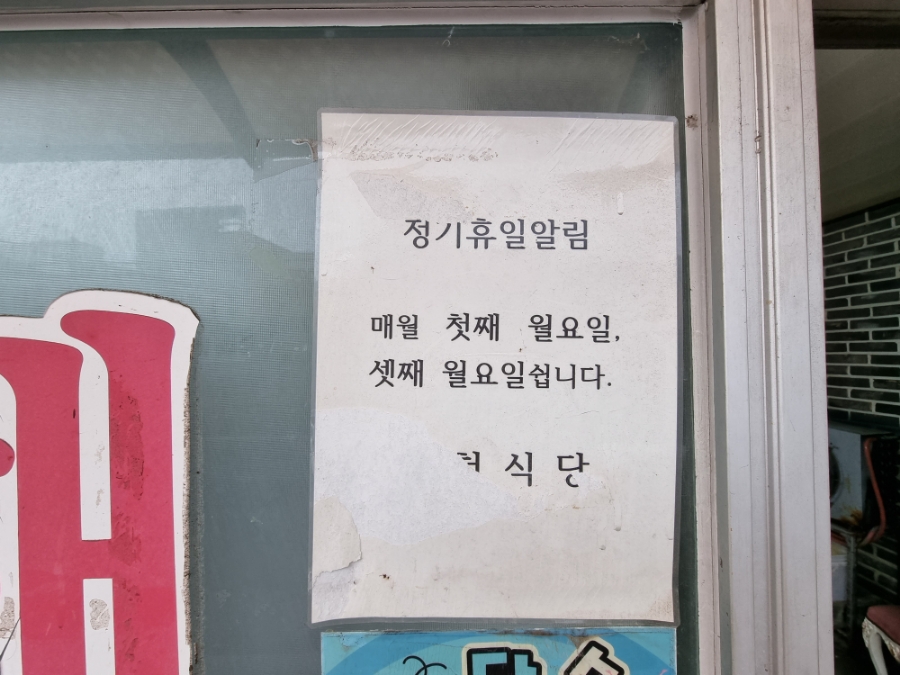 정기휴일알림
매월 첫째 월요일,
셋째 월요일쉽니다.
식당